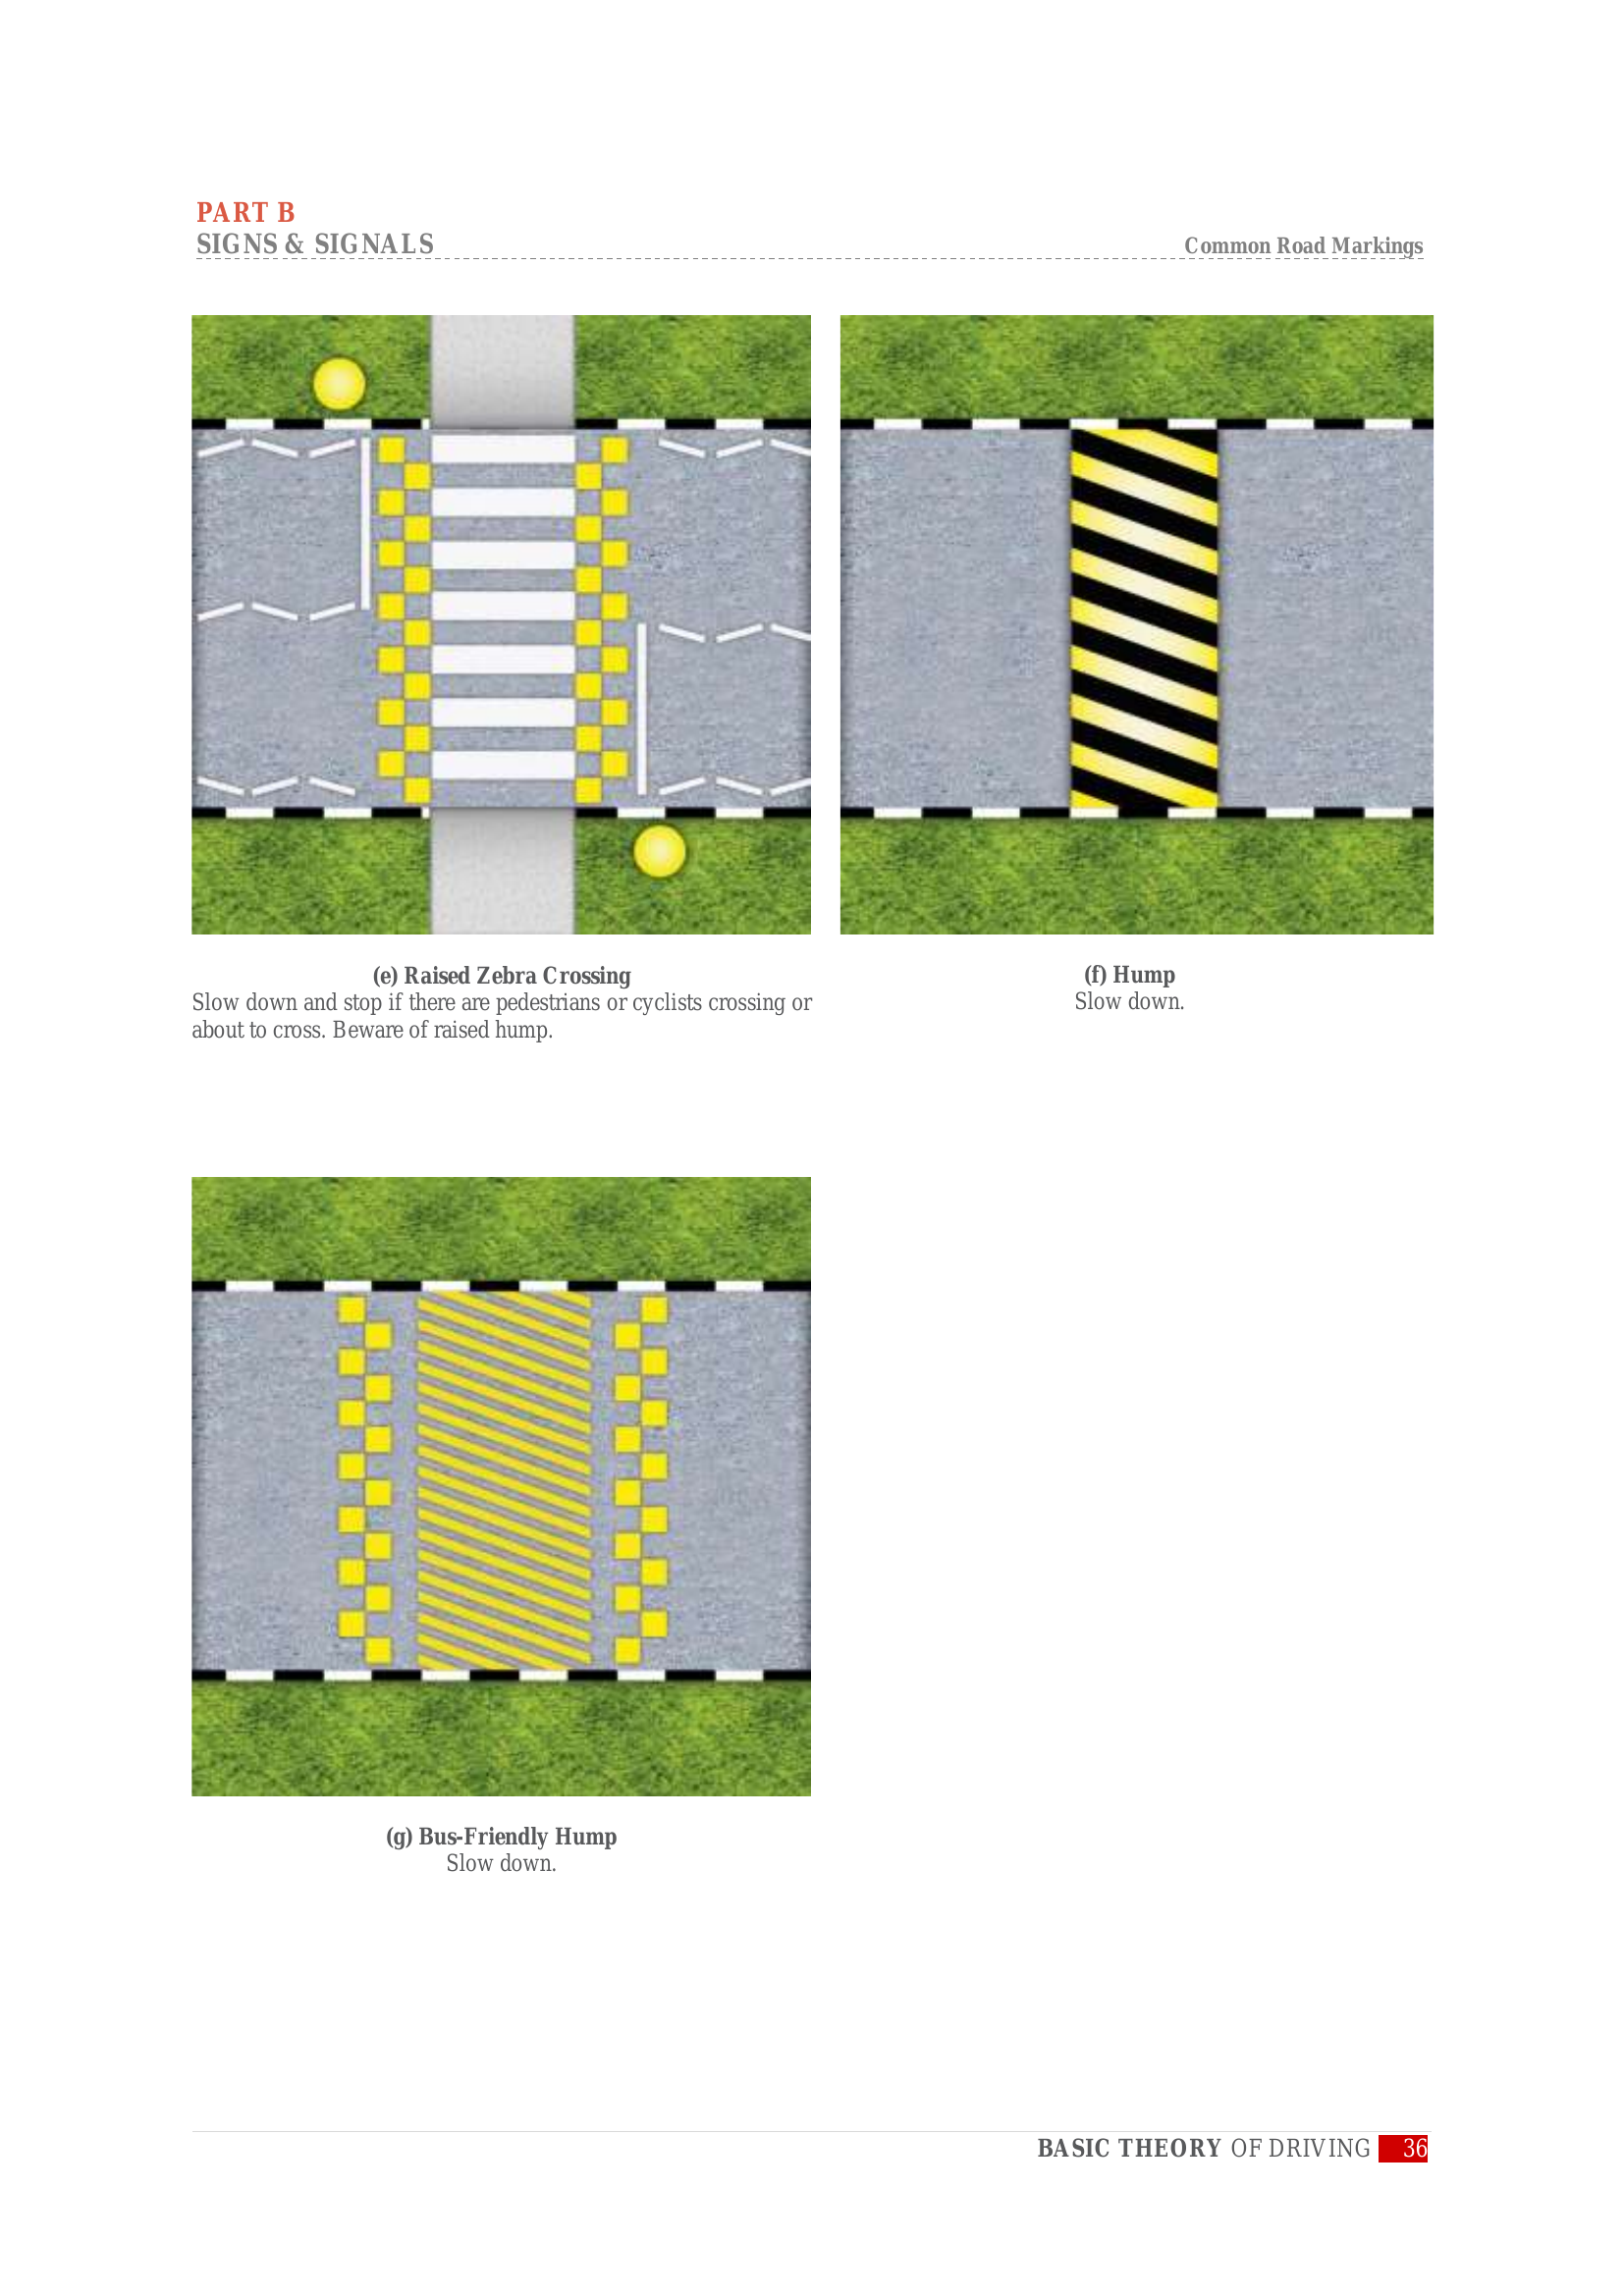 PART B
SIGNS & SIGNALS
Common Road Markings
(e) Raised Zebra Crossing
Slow down and stop if there are pedestrians or cyclists crossing or
about to cross. Beware of raised hump.
(f) Hump
Slow down.
(g) Bus-Friendly Hump
Slow down.
BASIC THEORY OF DRIVING 36